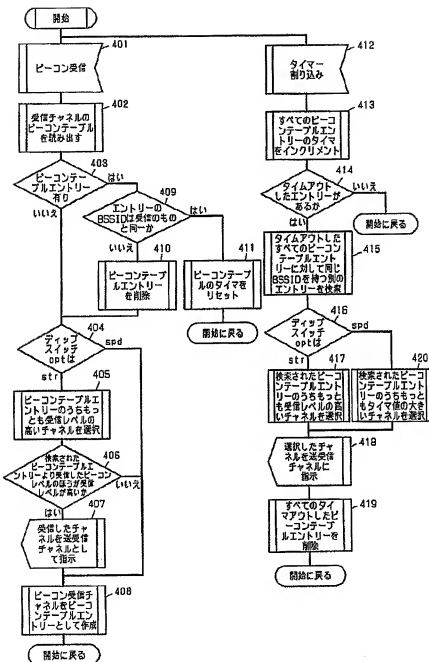 開始
401
ビーコン受信
402
受信チャネルの
ビーコンテーブル
を読み出す
403
ビーコンテー
ブルエントリー
有り
はい
いいえ
409
エントリーの
BSSIDは受信のもの
と同一か
はい
いいえ
410
ビーコンテーブ
ルエントリー
を削除
411
ビーコンテーブ
ルのタイマを
リセット
開始に戻る
404
ディップ
スイッチ
optは
spd
str
405
ビーコンテーブルエ
ントリーのうちもっ
とも受信レベルの
高いチャネルを選択
406
検索された
ビーコンテーブルエ
ントリーより受信したビーコン
レベルのほうが受信
レベルが高いか
いいえ
はい
407
受信したチャ
ネルを送受信
チャネルとし
て指示
408
ビーコン受信チ
ャネルをビーコ
ンテーブルエント
リーとして作成
開始に戻る
412
タイマー
割り込み
413
すべてのビーコ
ンテーブルエント
リーのタイマ
をインクリメント
414
タイムアウト
したエントリーが
あるか
いいえ
はい
開始に戻る
415
タイムアウトした
すべてのビーコ
ンテーブルエント
リーに対して同じ
BSSIDを持つ別の
エントリーを検索
416
ディップ
スイッチ
optは
spd
str
417
検索されたビーコ
ンテーブルエント
リーのうちもっと
も受信レベルの高
いチャネルを選択
420
検索されたビーコ
ンテーブルエント
リーのうちもっと
もタイマ値の大き
いチャネルを選択
418
選択したチャ
ネルを送受信
チャネルに
指示
419
すべてのタイ
ムアウトしたビ
ーコンテーブ
ルエントリーを
削除
開始に戻る